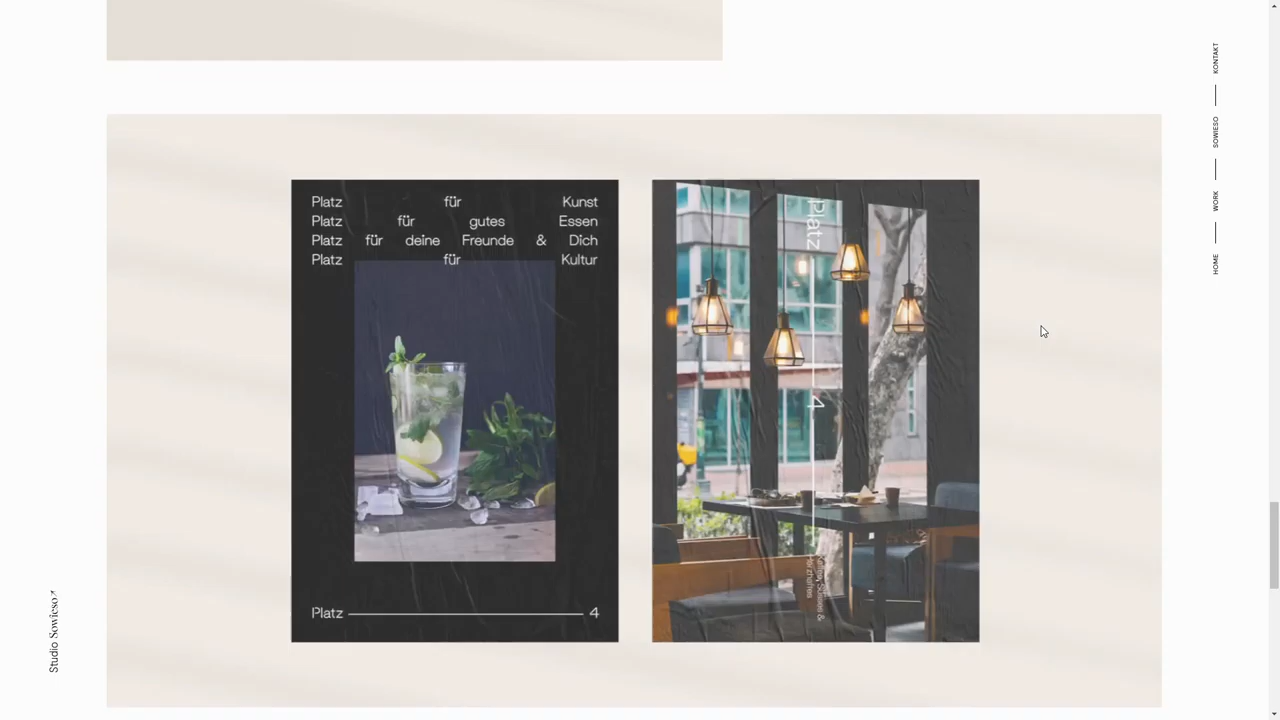 KONTAKT
SOWIESO
WORK
HOME
Platz für Kunst
Platz für gutes Essen
Platz für deine Freunde & Dich
Platz für Kultur
Platz 4
Platz 4
Studio Sowieso↗